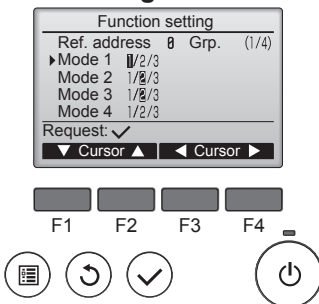 Function setting
Ref. address 0 Grp. (1/4)
Mode 1 1/2/3
Mode 2 1/2/3
Mode 3 1/2/3
Mode 4 1/2/3
Request:✓
▼ Cursor ▲ ◀ Cursor ▶
F1 F2 F3 F4